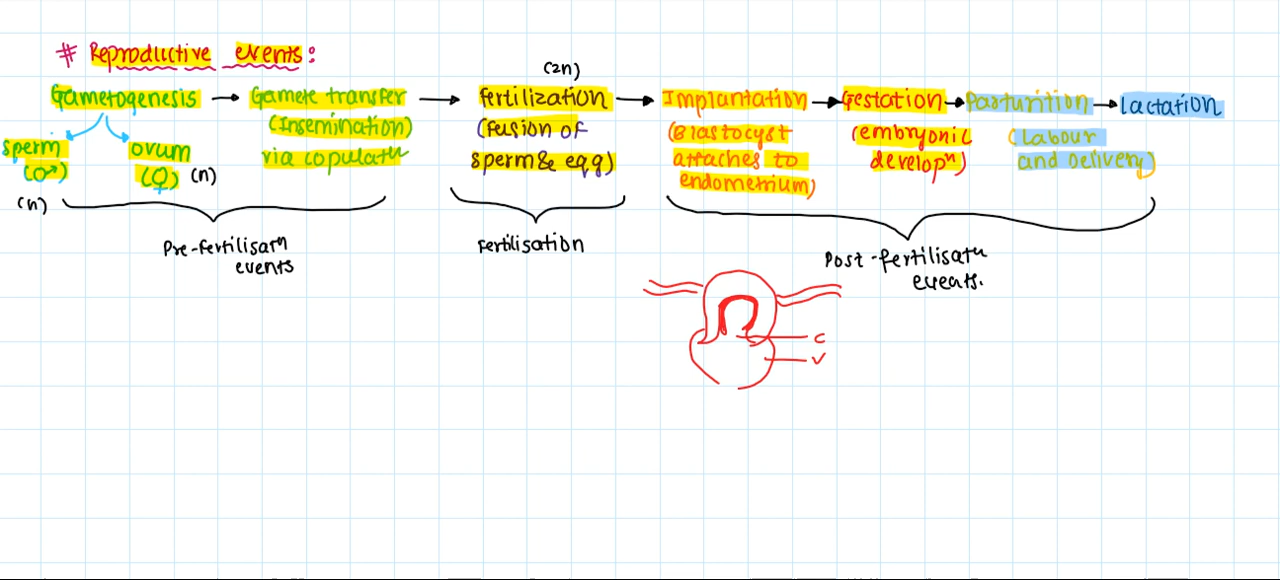 # Reproductive events:
(2n)
Gametogenesis → Gamete transfer → fertilization → Implantation → Gestation → Pasturition → Lactation
(Insemination) (fusion of (Blastocyst (embryonic (labour
sperm ovum via copulatn sperm & egg) attaches to developⁿ) and Delivery)
(♂) (♀) (n) endometrium)
(n)
Pre-fertilisatn Fertilisation Post-fertilisatn
events events.
C
V